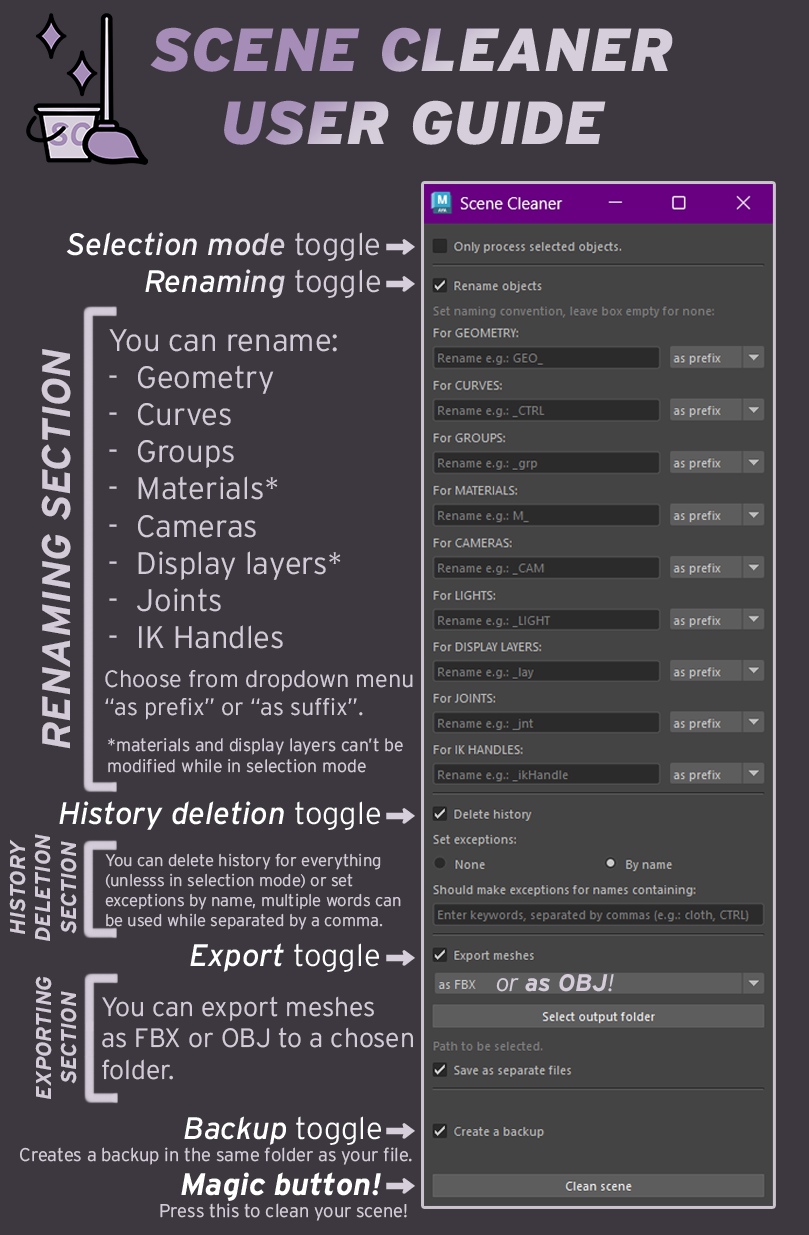 SCENE CLEANER
USER GUIDE
SC
M
Scene Cleaner
Selection mode toggle
Only process selected objects.
Renaming toggle
Rename objects
RENAMING SECTION
You can rename:
- Geometry
- Curves
- Groups
- Materials*
- Cameras
- Display layers*
- Joints
- IK Handles
Choose from dropdown menu
“as prefix” or “as suffix”.
*materials and display layers can’t be
modified while in selection mode
Set naming convention, leave box empty for none:
For GEOMETRY:
Rename e.g.: GEO_ as prefix
For CURVES:
Rename e.g.: _CTRL as prefix
For GROUPS:
Rename e.g.: _grp as prefix
For MATERIALS:
Rename e.g.: M_ as prefix
For CAMERAS:
Rename e.g.: _CAM as prefix
For LIGHTS:
Rename e.g.: _LIGHT as prefix
For DISPLAY LAYERS:
Rename e.g.: _lay as prefix
For JOINTS:
Rename e.g.: _jnt as prefix
For IK HANDLES:
Rename e.g.: _ikHandle as prefix
History deletion toggle
Delete history
HISTORY
DELETION
SECTION
You can delete history for everything
(unlesss in selection mode) or set
exceptions by name, multiple words can
be used while separated by a comma.
Set exceptions:
None By name
Should make exceptions for names containing:
Enter keywords, separated by commas (e.g.: cloth, CTRL)
Export toggle
Export meshes
EXPORTING
SECTION
You can export meshes
as FBX or OBJ to a chosen
folder.
as FBX or as OBJ!
Select output folder
Path to be selected.
Save as separate files
Backup toggle
Creates a backup in the same folder as your file.
Create a backup
Magic button!
Press this to clean your scene!
Clean scene